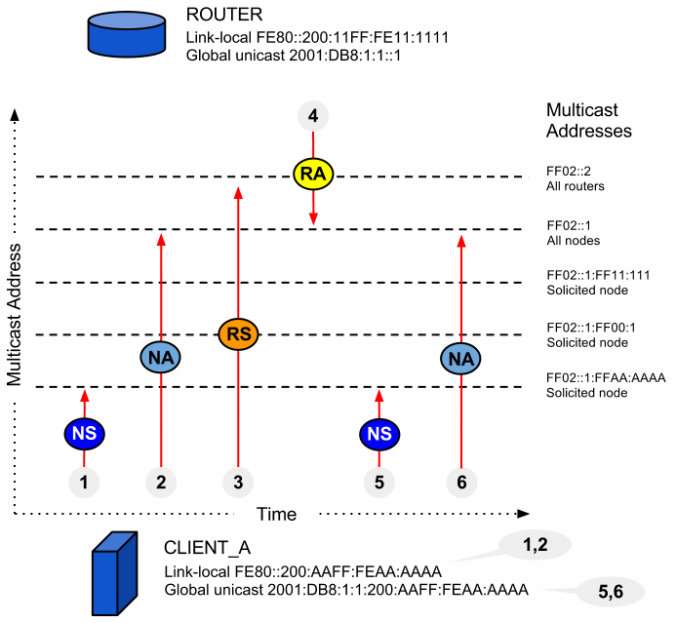 ROUTER
Link-local FE80::200:11FF:FE11:1111
Global unicast 2001:DB8:1:1::1
4
Multicast
Addresses
RA
FF02::2
All routers
FF02::1
All nodes
FF02::1:FF11:111
Solicited node
RS
FF02::1:FF00:1
Solicited node
NA
NA
FF02::1:FFAA:AAAA
Solicited node
NS
NS
Multicast Address
1
2
3
5
6
Time
CLIENT_A
1,2
Link-local FE80::200:AAFF:FEAA:AAAA
Global unicast 2001:DB8:1:1:200:AAFF:FEAA:AAAA
5,6